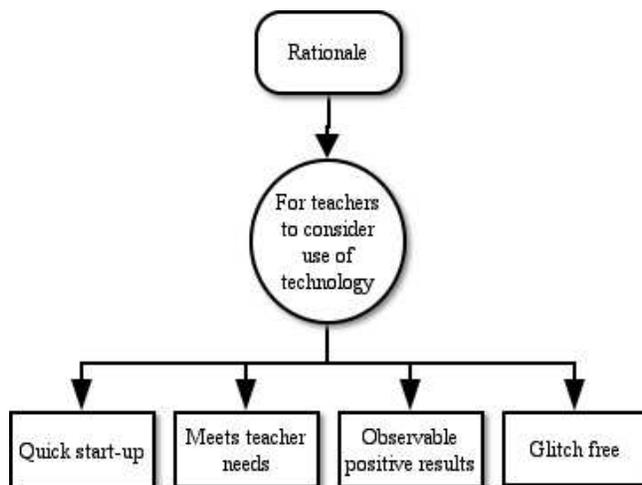 Rationale
For teachers
to consider
use of
technology
Quick start-up
Meets teacher
needs
Observable
positive results
Glitch free